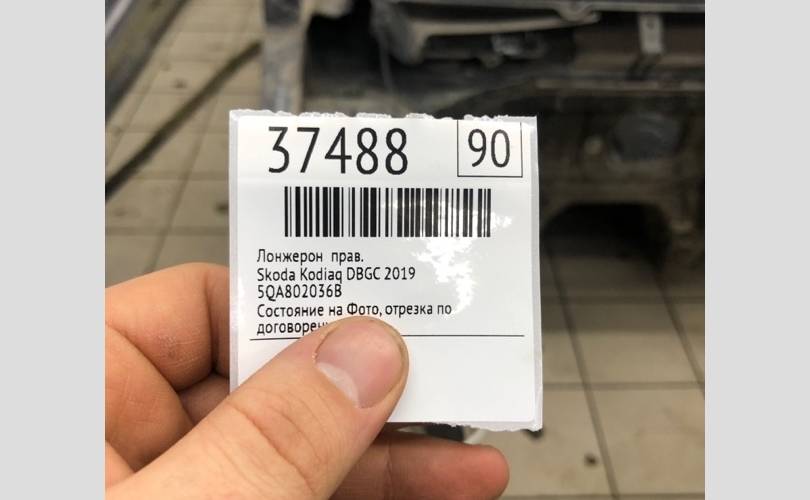 37488 90
Лонжерон прав.
Skoda Kodiaq DBGC 2019
5QA802036B
Состояние на Фото, отрезка по